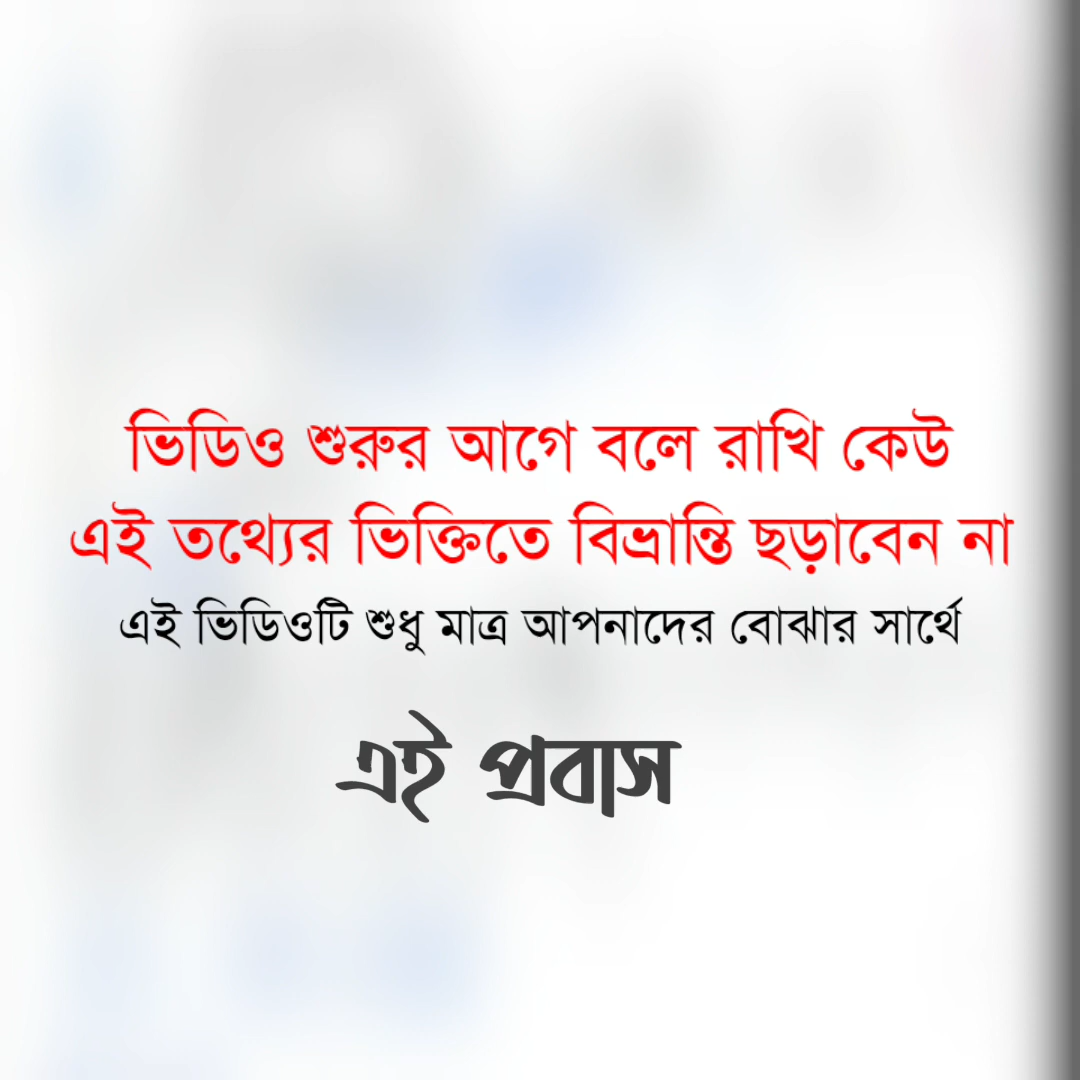 ভিডিও শুরুর আগে বলে রাখি কেউ
এই তথ্যের ভিক্তিতে বিভ্রান্তি ছড়াবেন না
এই ভিডিওটি শুধু মাত্র আপনাদের বোঝার সার্থে
এই প্রবাস